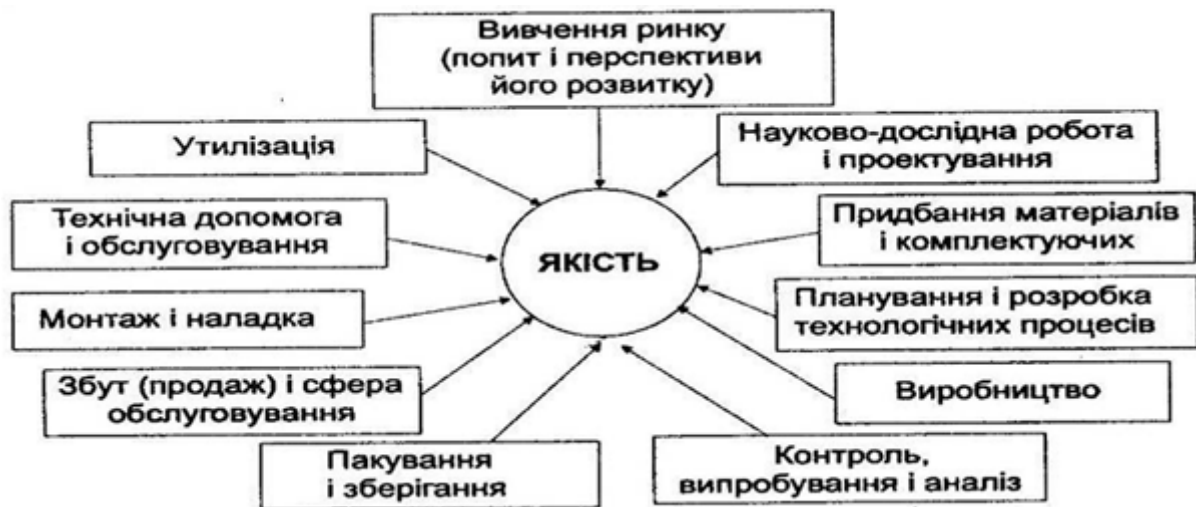 Вивчення ринку
(попит і перспективи
його розвитку)
Науково-дослідна робота
і проектування
Придбання матеріалів
і комплектуючих
Планування і розробка
технологічних процесів
Виробництво
Контроль,
випробування і аналіз
Пакування
і зберігання
Збут (продаж) і сфера
обслуговування
Монтаж і наладка
Технічна допомога
і обслуговування
Утилізація
ЯКІСТЬ